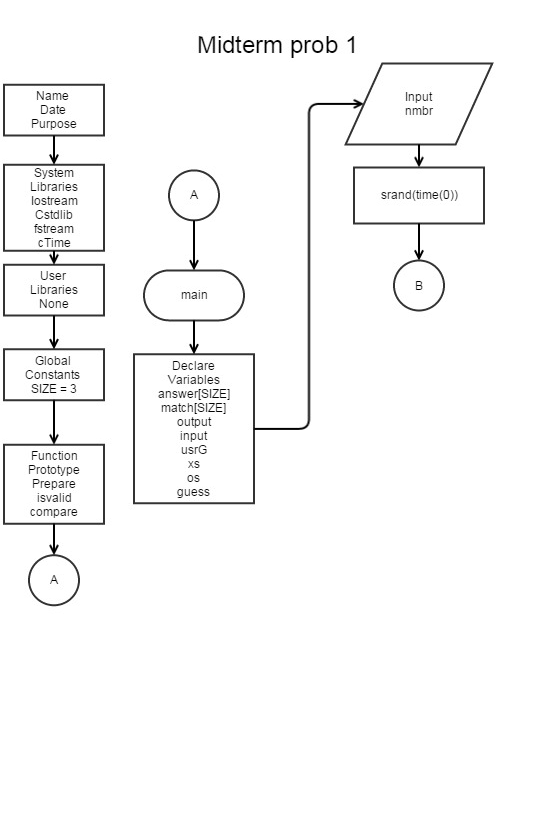 Midterm prob 1
Name
Date
Purpose
System
Libraries
Iostream
Cstdlib
fstream
cTime
User
Libraries
None
Global
Constants
SIZE = 3
Function
Prototype
Prepare
isvalid
compare
A
A
main
Declare
Variables
answer[SIZE]
match[SIZE]
output
input
usrG
xs
os
guess
Input
nmbr
srand(time(0))
B